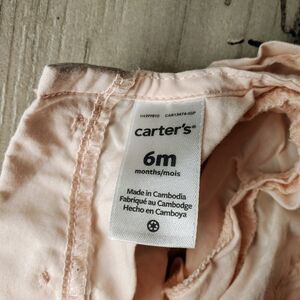 carter's®
6m
months/mois
Made in Cambodia
Fabriqué au Cambodge
Hecho en Camboya